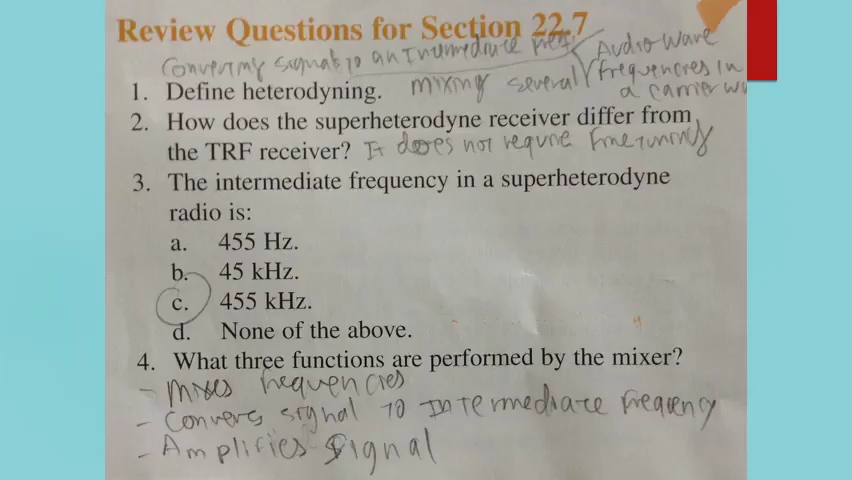 Review Questions for Section 22.7
Converting signals to an Intermediate freq
Audio wave
1. Define heterodyning. mixing several frequencies in
a carrier
2. How does the superheterodyne receiver differ from
the TRF receiver? It does not require fine tuning
3. The intermediate frequency in a superheterodyne
radio is:
a. 455 Hz.
b. 45 kHz.
c. 455 kHz.
d. None of the above.
4. What three functions are performed by the mixer?
- mixes frequencies
- Converts signal to Intermediate frequency
- Amplifies signal